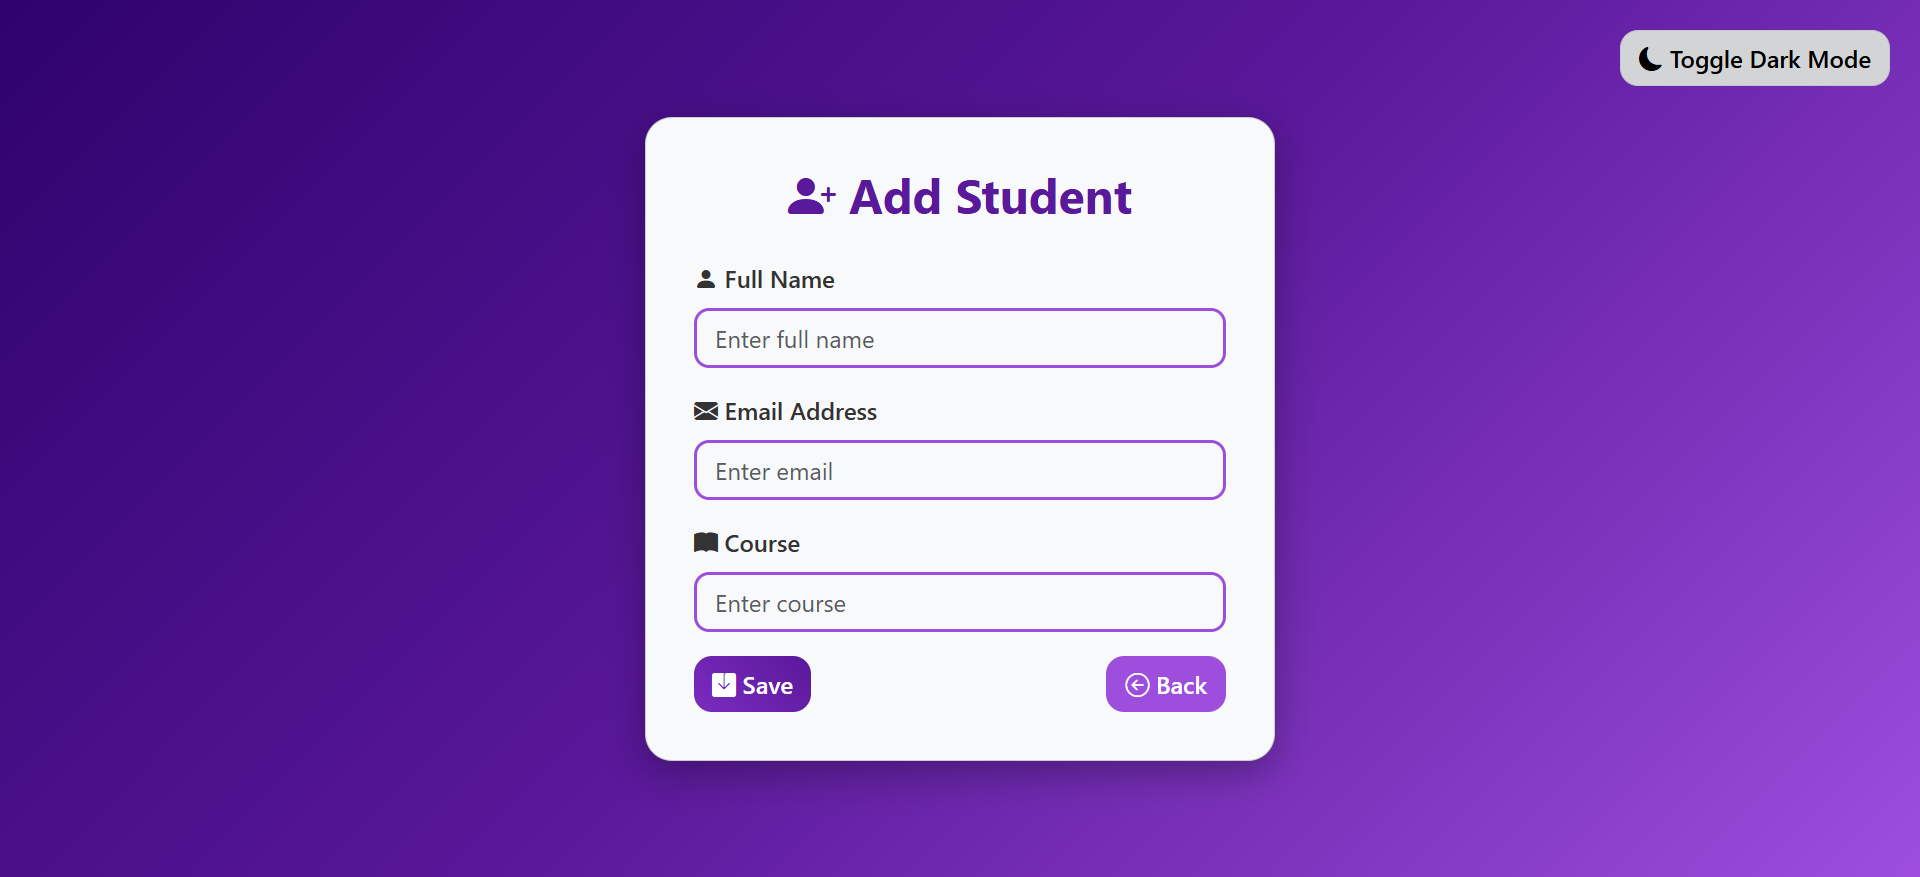 Toggle Dark Mode
Add Student
Full Name
Enter full name
Email Address
Enter email
Course
Enter course
Save
Back